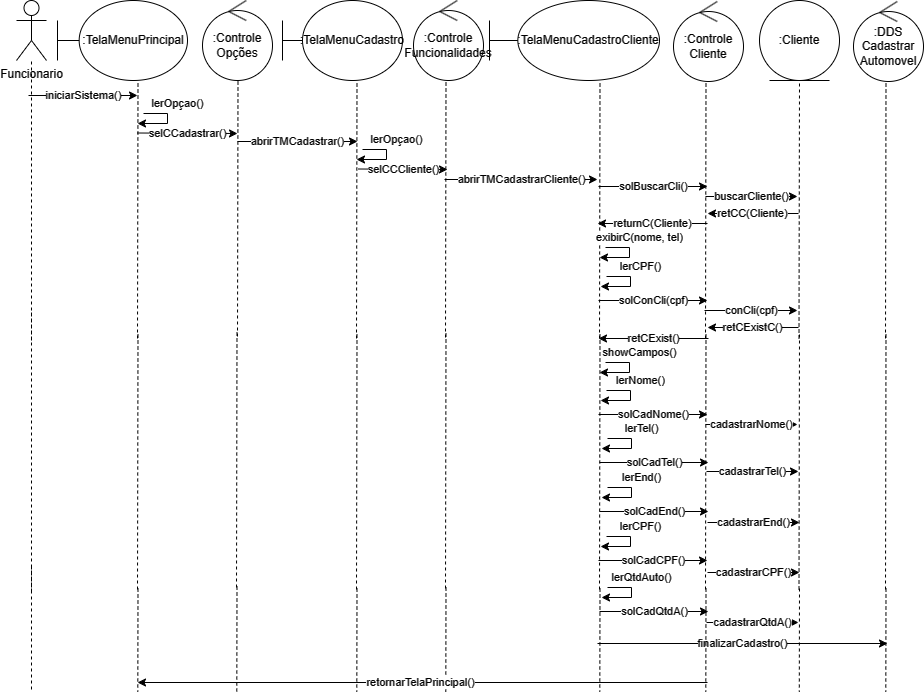 :TelaMenuPrincipal
:Controle
Opções
:TelaMenuCadastro
:Controle
Funcionalidades
:TelaMenuCadastroCliente
:Controle
Cliente
:Cliente
:DDS
Cadastrar
Automovel
Funcionario
iniciarSistema()
lerOpçao()
selCCadastrar()
abrirTMCadastrar()
lerOpçao()
selCCCliente()
abrirTMCadastrarCliente()
solBuscarCli()
buscarCliente()
retCC(Cliente)
returnC(Cliente)
exibirC(nome, tel)
lerCPF()
solConCli(cpf)
conCli(cpf)
retCExistC()
retCExist()
showCampos()
lerNome()
solCadNome()
cadastrarNome()
lerTel()
solCadTel()
cadastrarTel()
lerEnd()
solCadEnd()
cadastrarEnd()
lerCPF()
solCadCPF()
cadastrarCPF()
lerQtdAuto()
solCadQtdA()
cadastrarQtdA()
finalizarCadastro()
retornarTelaPrincipal()